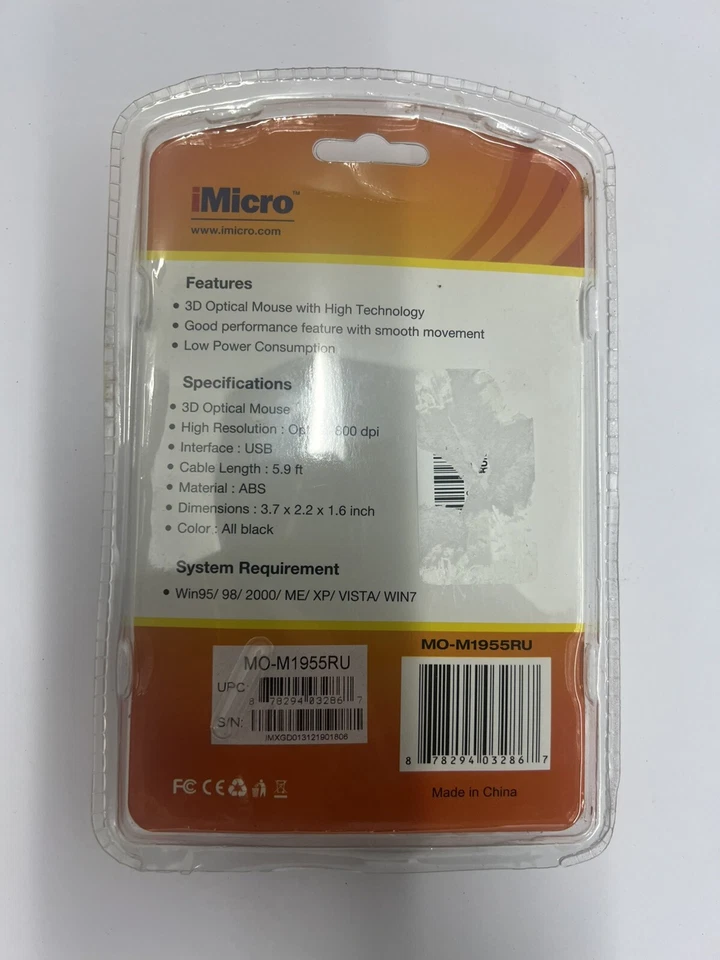 iMicro™
www.imicro.com
Features
• 3D Optical Mouse with High Technology
• Good performance feature with smooth movement
• Low Power Consumption
Specifications
• 3D Optical Mouse
• High Resolution : 800 dpi
• Interface : USB
• Cable Length : 5.9 ft
• Material : ABS
• Dimensions : 3.7 x 2.2 x 1.6 inch
• Color : All black
System Requirement
• Win95/ 98/ 2000/ ME/ XP/ VISTA/ WIN7
MO-M1955RU
UPC:
8 78294 03286 7
S/N:
IMXGD013121901806
MO-M1955RU
8 78294 03286 7
FC CE
Made in China